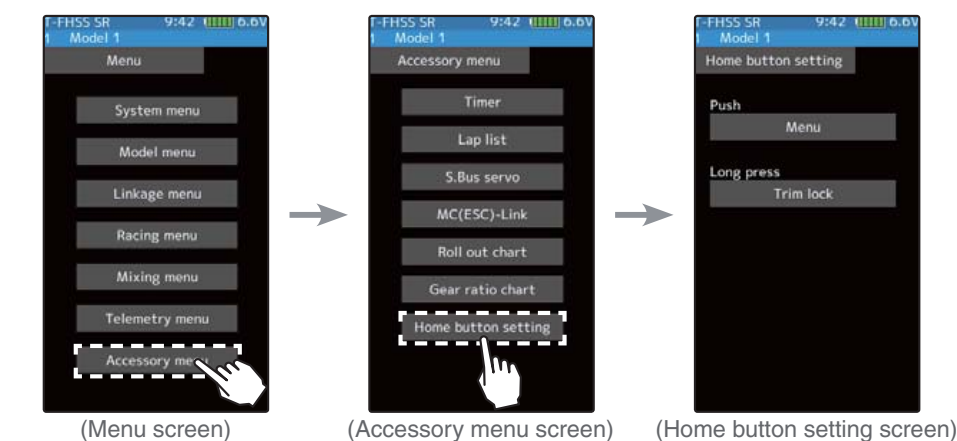 T-FHSS SR 9:42 6.6V
1 Model 1
Menu
System menu
Model menu
Linkage menu
Racing menu
Mixing menu
Telemetry menu
Accessory menu
(Menu screen)
T-FHSS SR 9:42 6.6V
1 Model 1
Accessory menu
Timer
Lap list
S.Bus servo
MC(ESC)-Link
Roll out chart
Gear ratio chart
Home button setting
(Accessory menu screen)
T-FHSS SR 9:42 6.6V
1 Model 1
Home button setting
Push
Menu
Long press
Trim lock
(Home button setting screen)